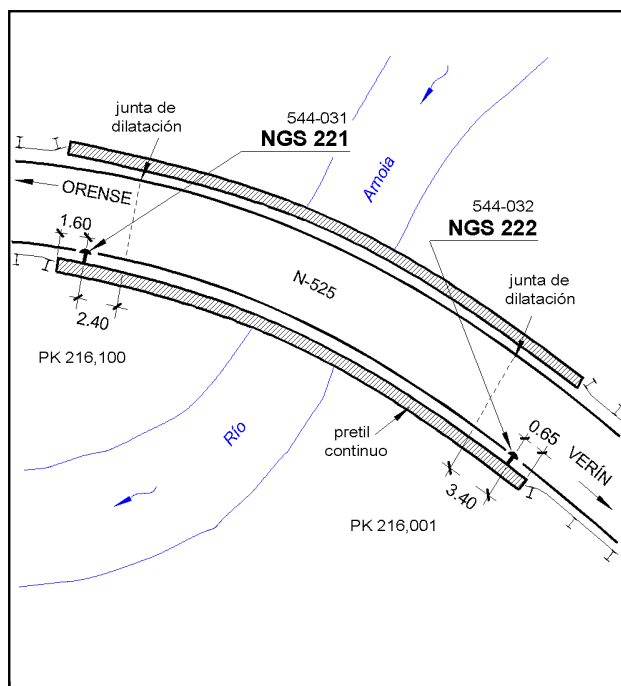 junta de
dilatación
544-031
NGS 221
Arnoia
ORENSE
544-032
NGS 222
1.60
N-525
junta de
dilatación
2.40
PK 216,100
Río
pretil
continuo
0.65
VERÍN
3.40
PK 216,001